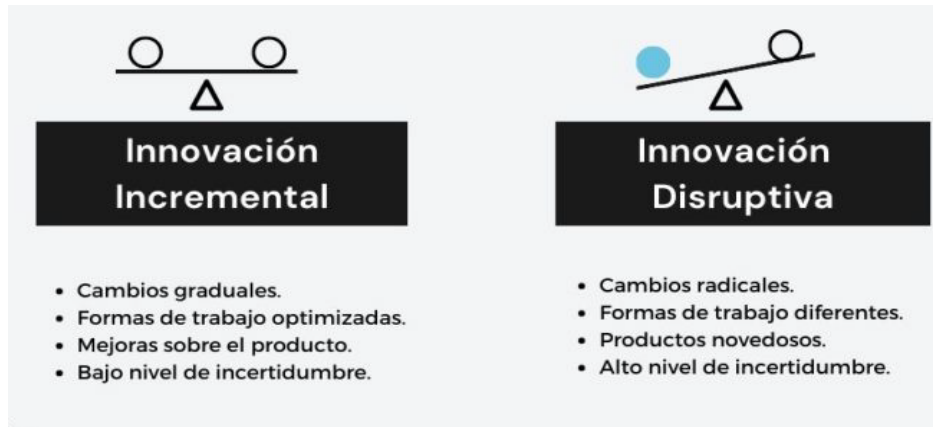 Innovación
Incremental
• Cambios graduales.
• Formas de trabajo optimizadas.
• Mejoras sobre el producto.
• Bajo nivel de incertidumbre.
Innovación
Disruptiva
• Cambios radicales.
• Formas de trabajo diferentes.
• Productos novedosos.
• Alto nivel de incertidumbre.